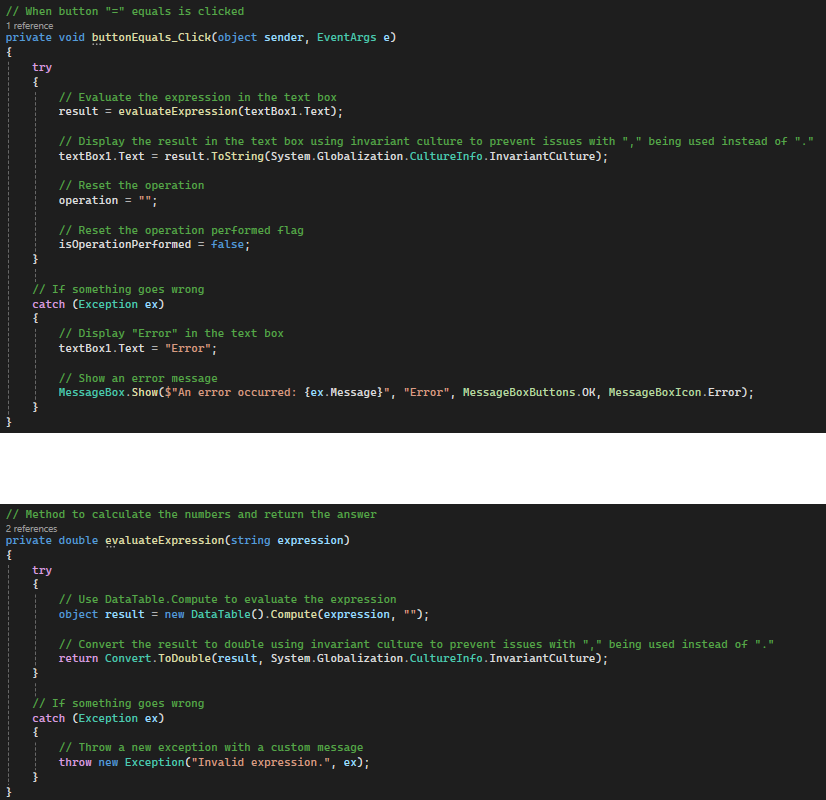 // When button "=" equals is clicked
1 reference
private void buttonEquals_Click(object sender, EventArgs e)
{
try
{
// Evaluate the expression in the text box
result = evaluateExpression(textBox1.Text);
// Display the result in the text box using invariant culture to prevent issues with "," being used instead of "."
textBox1.Text = result.ToString(System.Globalization.CultureInfo.InvariantCulture);
// Reset the operation
operation = "";
// Reset the operation performed flag
isOperationPerformed = false;
}
// If something goes wrong
catch (Exception ex)
{
// Display "Error" in the text box
textBox1.Text = "Error";
// Show an error message
MessageBox.Show($"An error occurred: {ex.Message}", "Error", MessageBoxButtons.OK, MessageBoxIcon.Error);
}
}
// Method to calculate the numbers and return the answer
2 references
private double evaluateExpression(string expression)
{
try
{
// Use DataTable.Compute to evaluate the expression
object result = new DataTable().Compute(expression, "");
// Convert the result to double using invariant culture to prevent issues with "," being used instead of "."
return Convert.ToDouble(result, System.Globalization.CultureInfo.InvariantCulture);
}
// If something goes wrong
catch (Exception ex)
{
// Throw a new exception with a custom message
throw new Exception("Invalid expression.", ex);
}
}